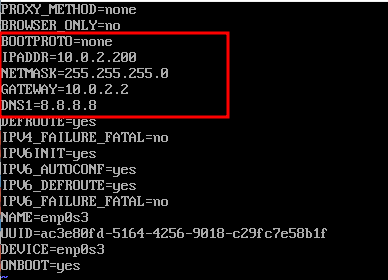 PROXY_METHOD=none
BROWSER_ONLY=no
BOOTPROTO=none
IPADDR=10.0.2.200
NETMASK=255.255.255.0
GATEWAY=10.0.2.2
DNS1=8.8.8.8
DEFROUTE=yes
IPV4_FAILURE_FATAL=no
IPV6INIT=yes
IPV6_AUTOCONF=yes
IPV6_DEFROUTE=yes
IPV6_FAILURE_FATAL=no
NAME=enp0s3
UUID=ac3e80fd-5164-4256-9018-c29fc7e58b1f
DEVICE=enp0s3
ONBOOT=yes
~